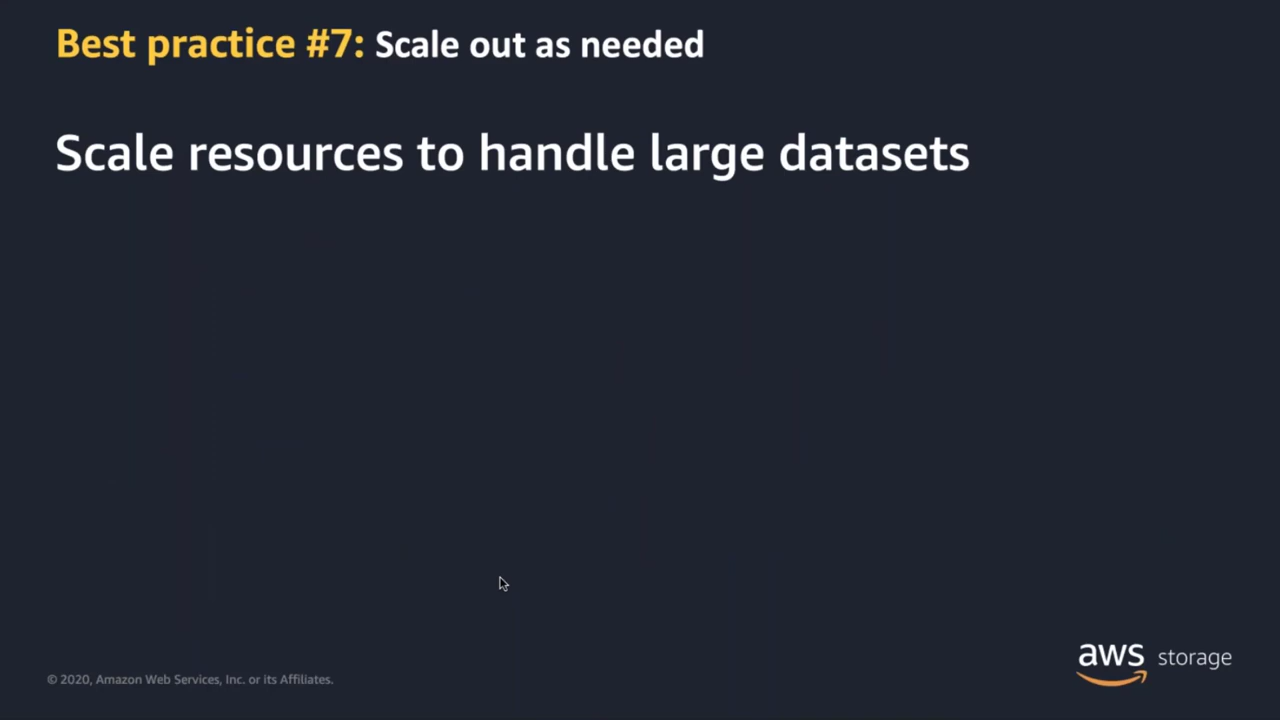 Best practice #7: Scale out as needed
Scale resources to handle large datasets
aws storage
© 2020, Amazon Web Services, Inc. or its Affiliates.